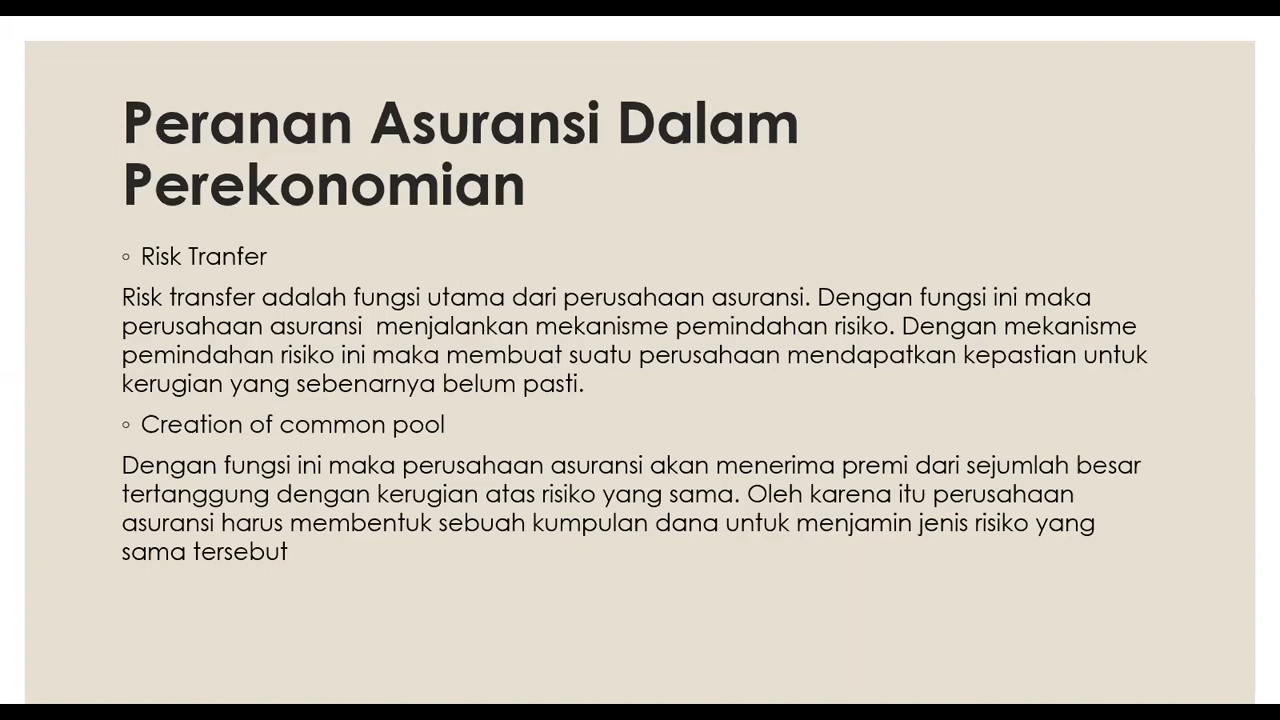 Peranan Asuransi Dalam
Perekonomian
◦ Risk Tranfer
Risk transfer adalah fungsi utama dari perusahaan asuransi. Dengan fungsi ini maka
perusahaan asuransi  menjalankan mekanisme pemindahan risiko. Dengan mekanisme
pemindahan risiko ini maka membuat suatu perusahaan mendapatkan kepastian untuk
kerugian yang sebenarnya belum pasti.
◦ Creation of common pool
Dengan fungsi ini maka perusahaan asuransi akan menerima premi dari sejumlah besar
tertanggung dengan kerugian atas risiko yang sama. Oleh karena itu perusahaan
asuransi harus membentuk sebuah kumpulan dana untuk menjamin jenis risiko yang
sama tersebut